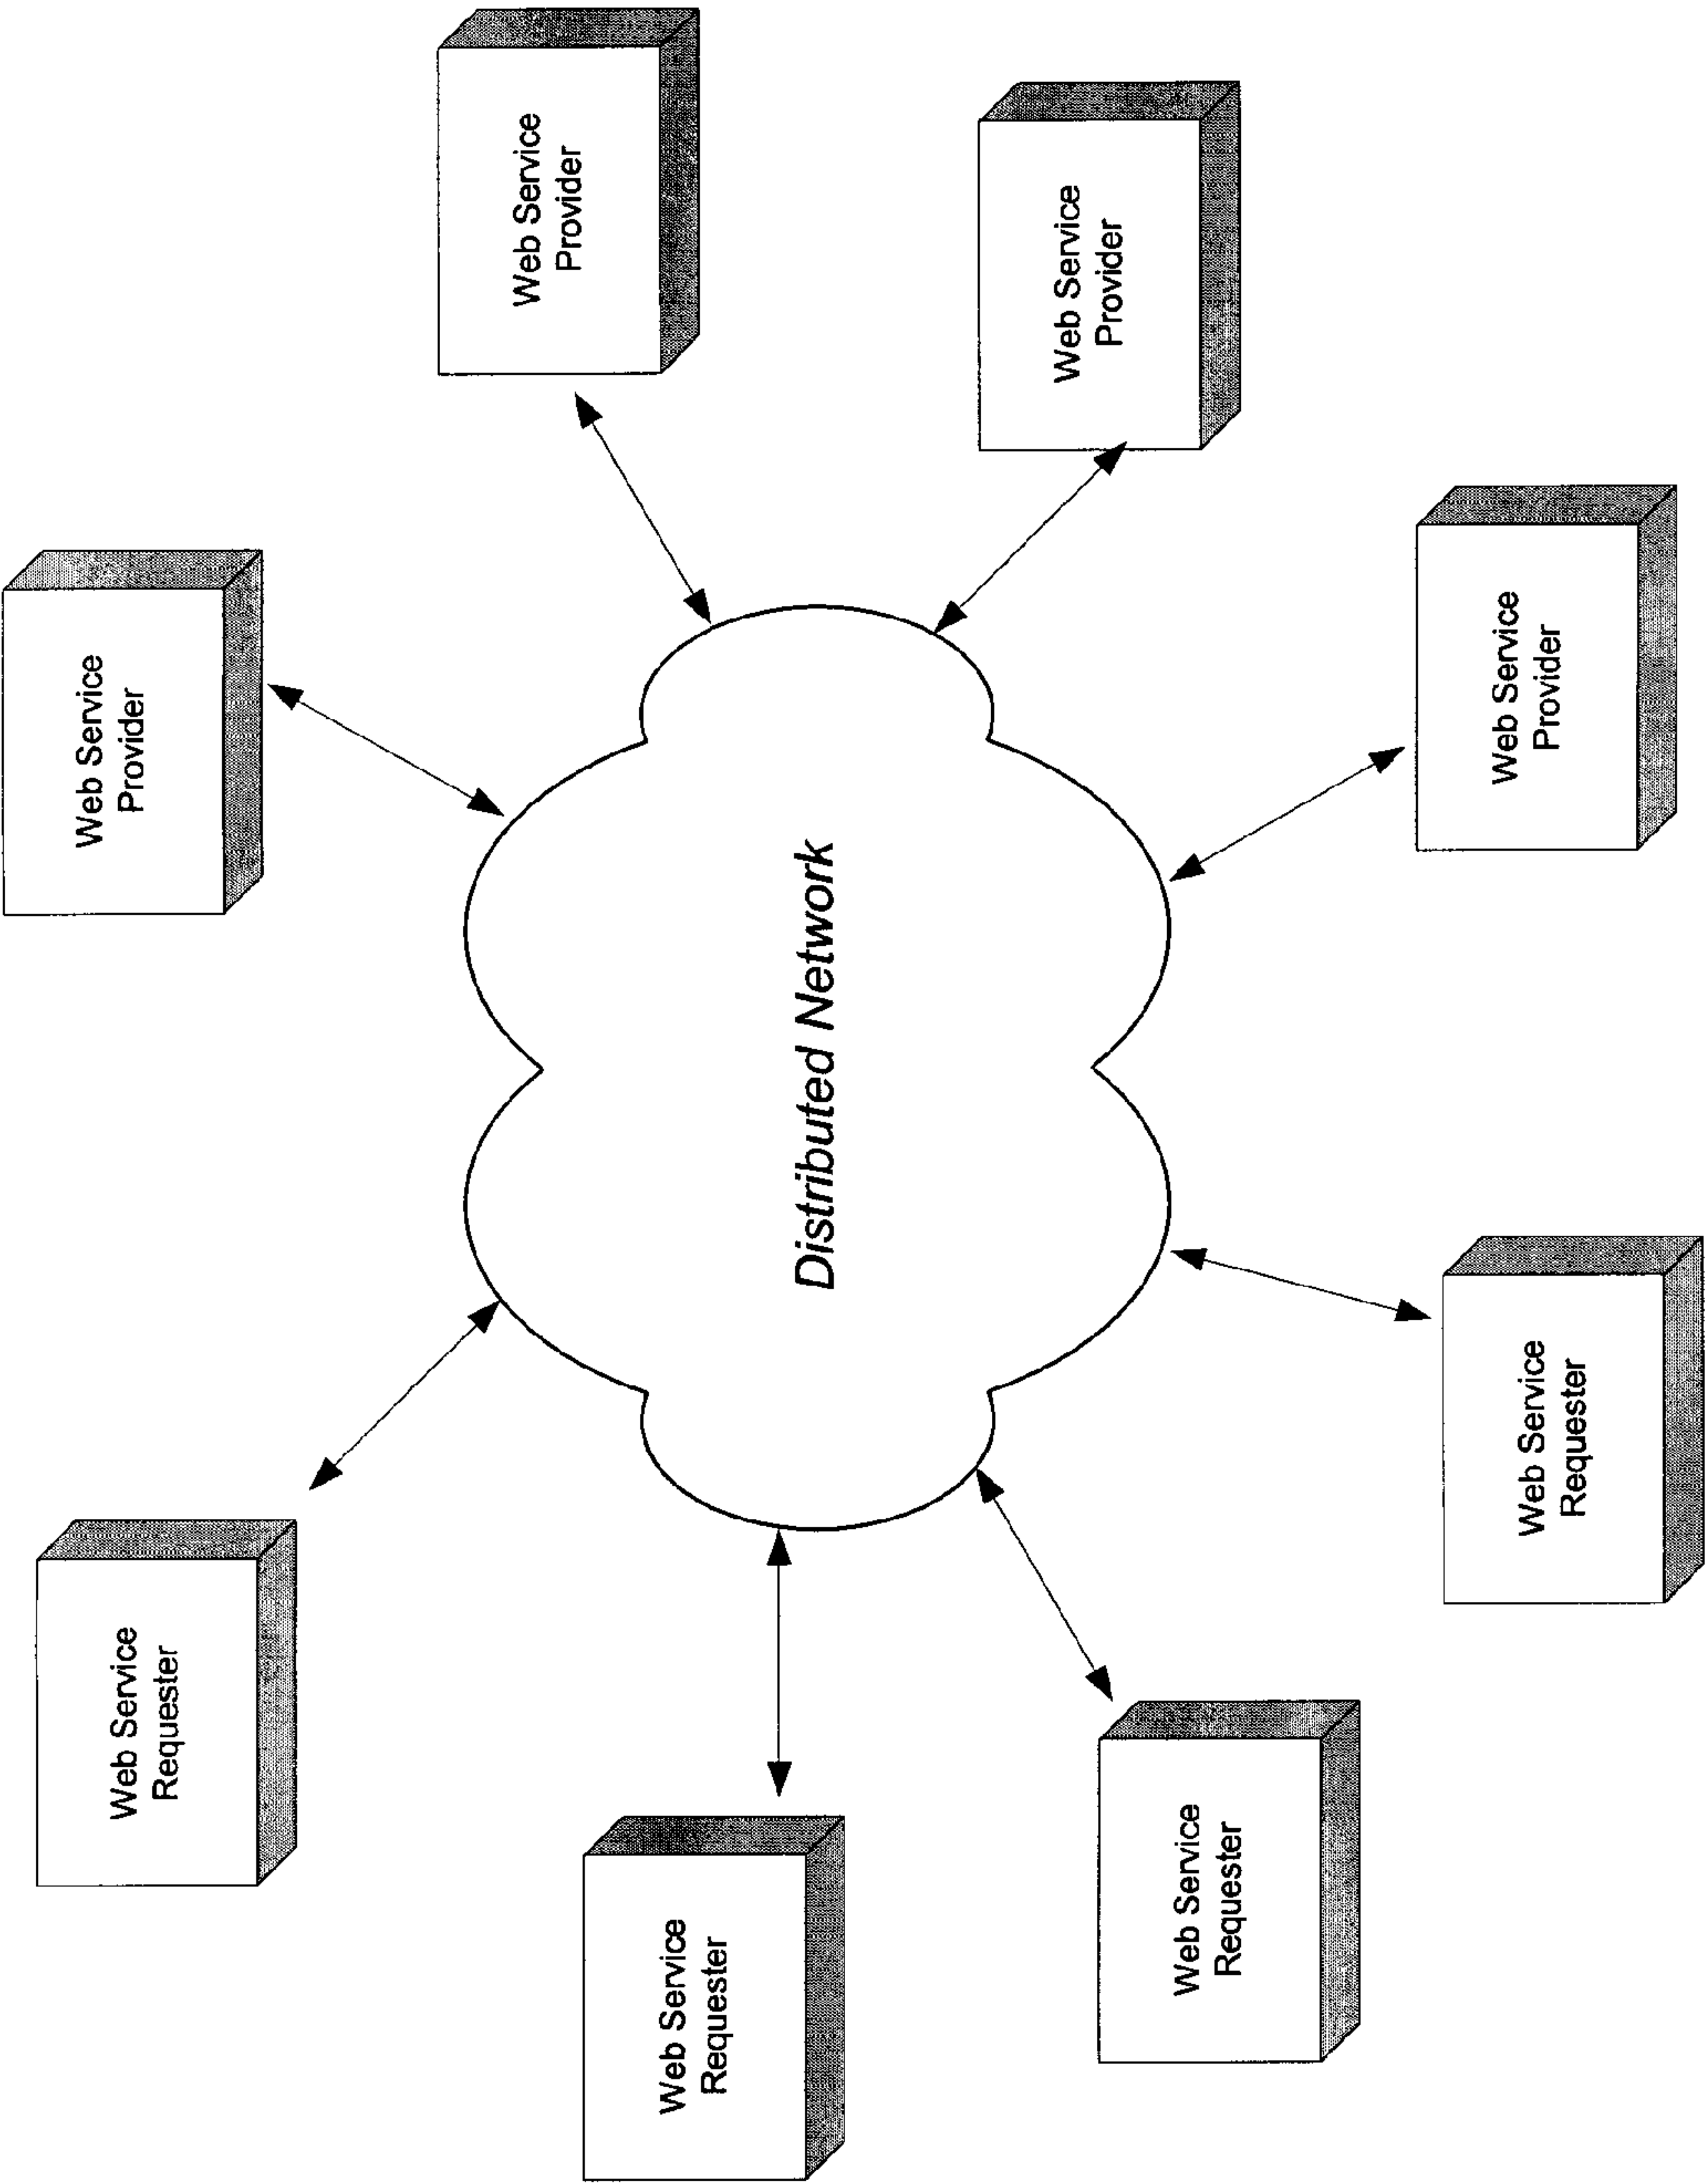 Web Service
Requester
Web Service
Provider
Web Service
Requester
Web Service
Provider
Distributed Network
Web Service
Requester
Web Service
Provider
Web Service
Requester
Web Service
Provider